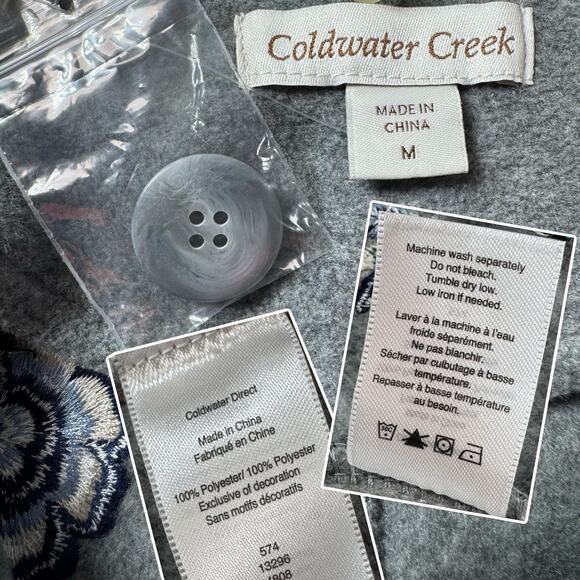 Coldwater Creek
MADE IN
CHINA
M
Machine wash separately
Do not bleach.
Tumble dry low.
Low iron if needed.
Laver à la machine à l'eau
froide séparément.
Ne pas blanchir.
Sécher par culbutage à basse
température.
Repasser à basse température
au besoin.
Coldwater Direct
Made in China
Fabriqué en Chine
100% Polyester/ 100% Polyester
Exclusive of decoration
Sans motifs décoratifs
574
13296